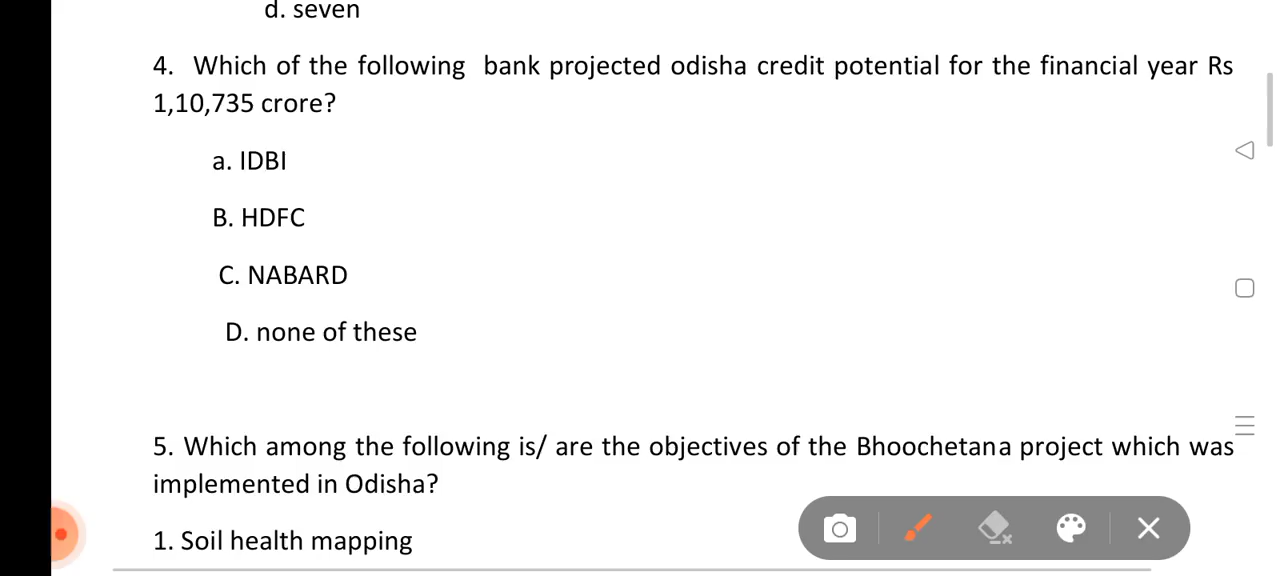 d. seven
4. Which of the following bank projected odisha credit potential for the financial year Rs
1,10,735 crore?
a. IDBI
B. HDFC
C. NABARD
D. none of these
5. Which among the following is/ are the objectives of the Bhoochetana project which was
implemented in Odisha?
1. Soil health mapping